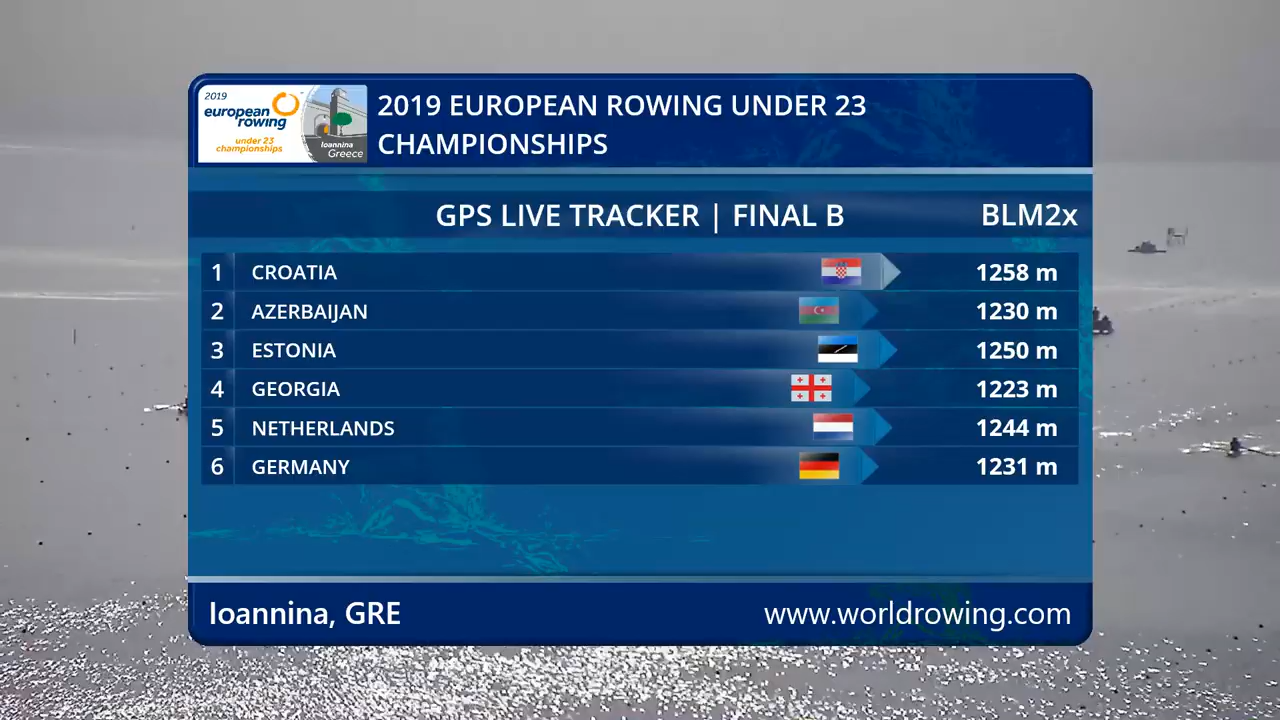 2019
european
rowing
under 23
championships
Ioannina
Greece
2019 EUROPEAN ROWING UNDER 23
CHAMPIONSHIPS
GPS LIVE TRACKER | FINAL B BLM2x
1 CROATIA 1258 m
2 AZERBAIJAN 1230 m
3 ESTONIA 1250 m
4 GEORGIA 1223 m
5 NETHERLANDS 1244 m
6 GERMANY 1231 m
Ioannina, GRE www.worldrowing.com